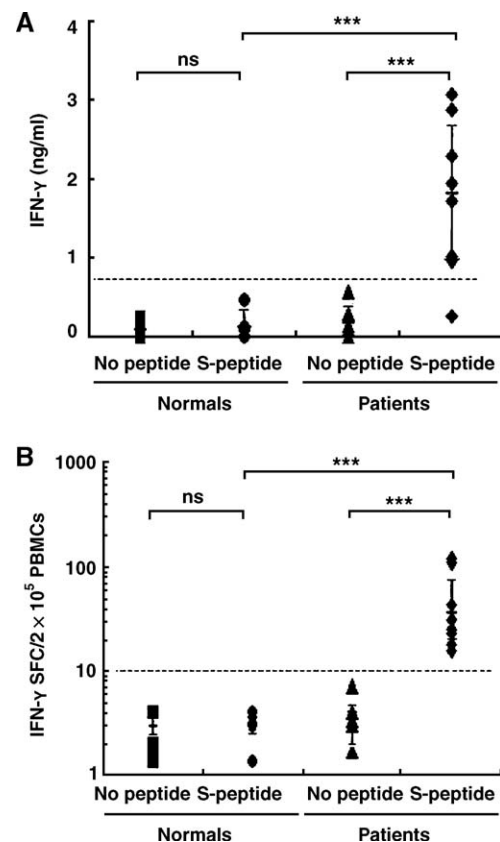 A
***
ns
***
IFN-γ (ng/ml)
4
3
2
1
0
No peptide S-peptide No peptide S-peptide
Normals Patients
B
***
ns
***
IFN-γ SFC/2 × 10⁵ PBMCs
1000
100
10
1
No peptide S-peptide No peptide S-peptide
Normals Patients